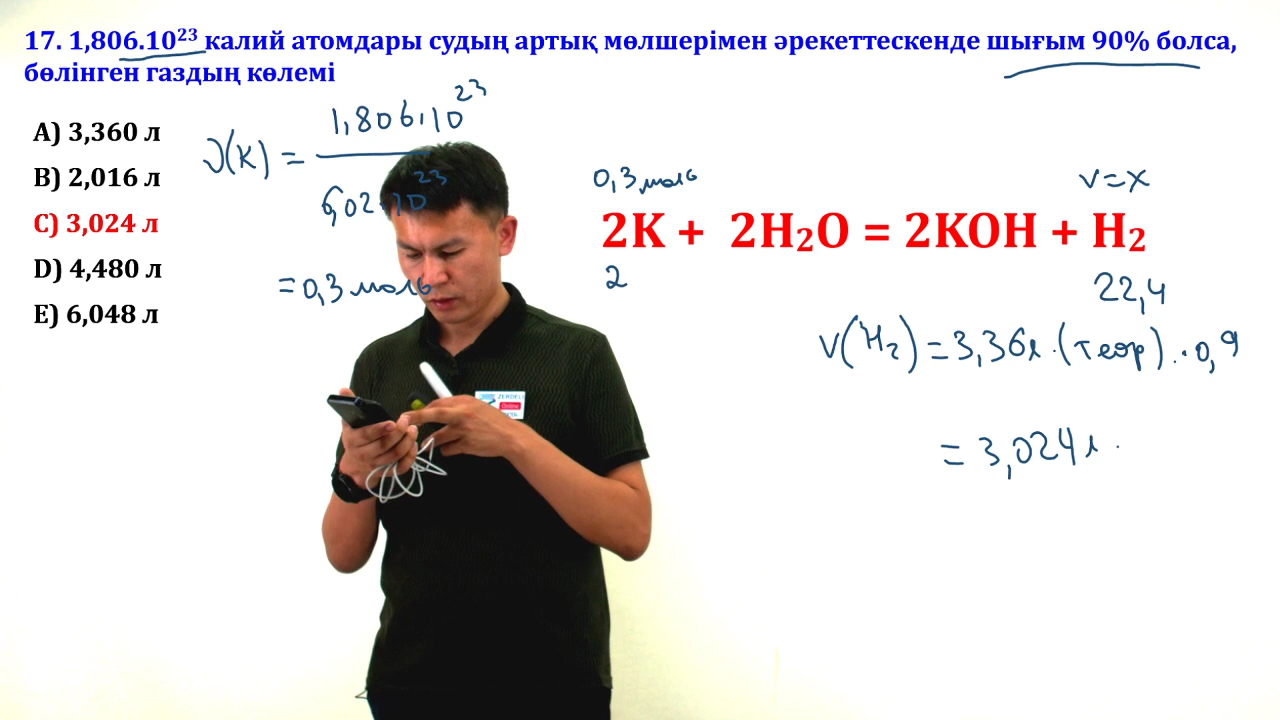 17. 1,806.10²³ калий атомдары судың артық мөлшерімен әрекеттескенде шығым 90% болса,
бөлінген газдың көлемі
A) 3,360 л
B) 2,016 л
C) 3,024 л
D) 4,480 л
E) 6,048 л
ν(K) = 1,806·10²³
6,02·10²³
= 0,3 моль
0,3 моль v=x
2K + 2H₂O = 2KOH + H₂
2 22,4
V(H₂) = 3,36л·(теор)·0,9
= 3,024л
ZERDELI
Online